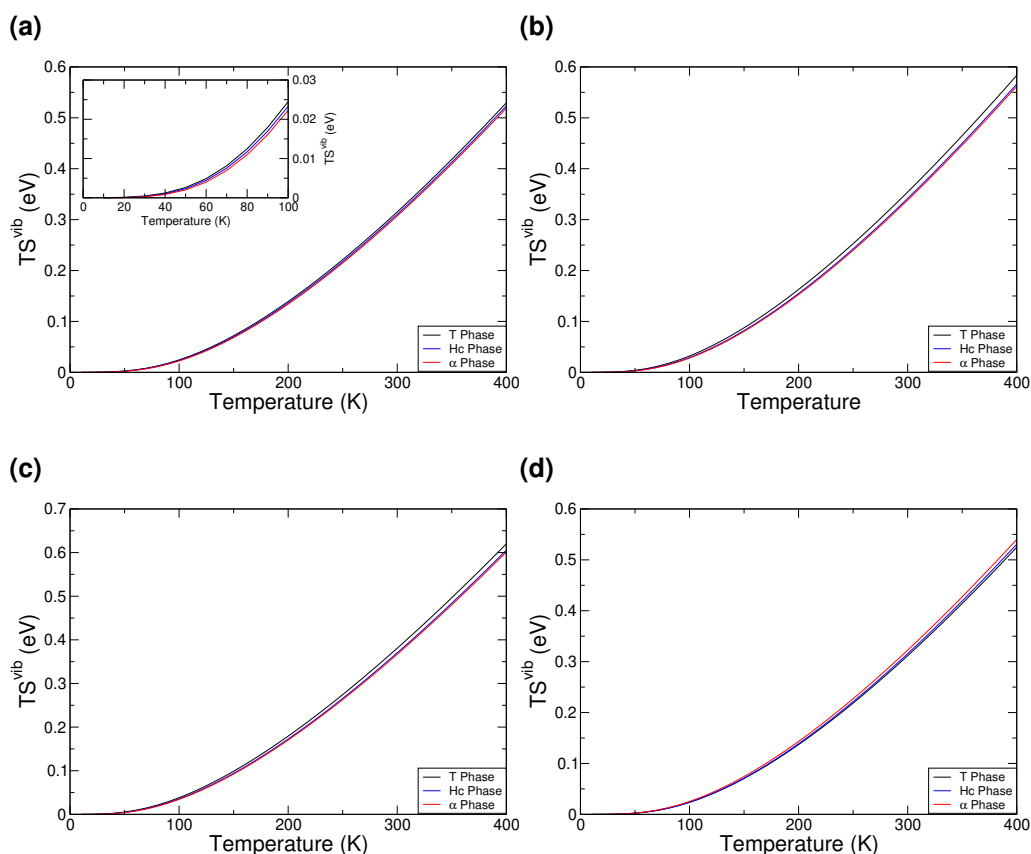 (a)
0.6
0.5
0.4
0.3
0.2
0.1
0
0 100 200 300 400
Temperature (K)
TS^vib (eV)
0.03
0.02
0.01
0
0 20 40 60 80 100
Temperature (K)
TS^vib (eV)
T Phase
Hc Phase
α Phase
(b)
0.6
0.5
0.4
0.3
0.2
0.1
0
0 100 200 300 400
Temperature
TS^vib (eV)
T Phase
Hc Phase
α Phase
(c)
0.7
0.6
0.5
0.4
0.3
0.2
0.1
0
0 100 200 300 400
Temperature (K)
TS^vib (eV)
T Phase
Hc Phase
α Phase
(d)
0.6
0.5
0.4
0.3
0.2
0.1
0
0 100 200 300 400
Temperature (K)
TS^vib (eV)
T Phase
Hc Phase
α Phase